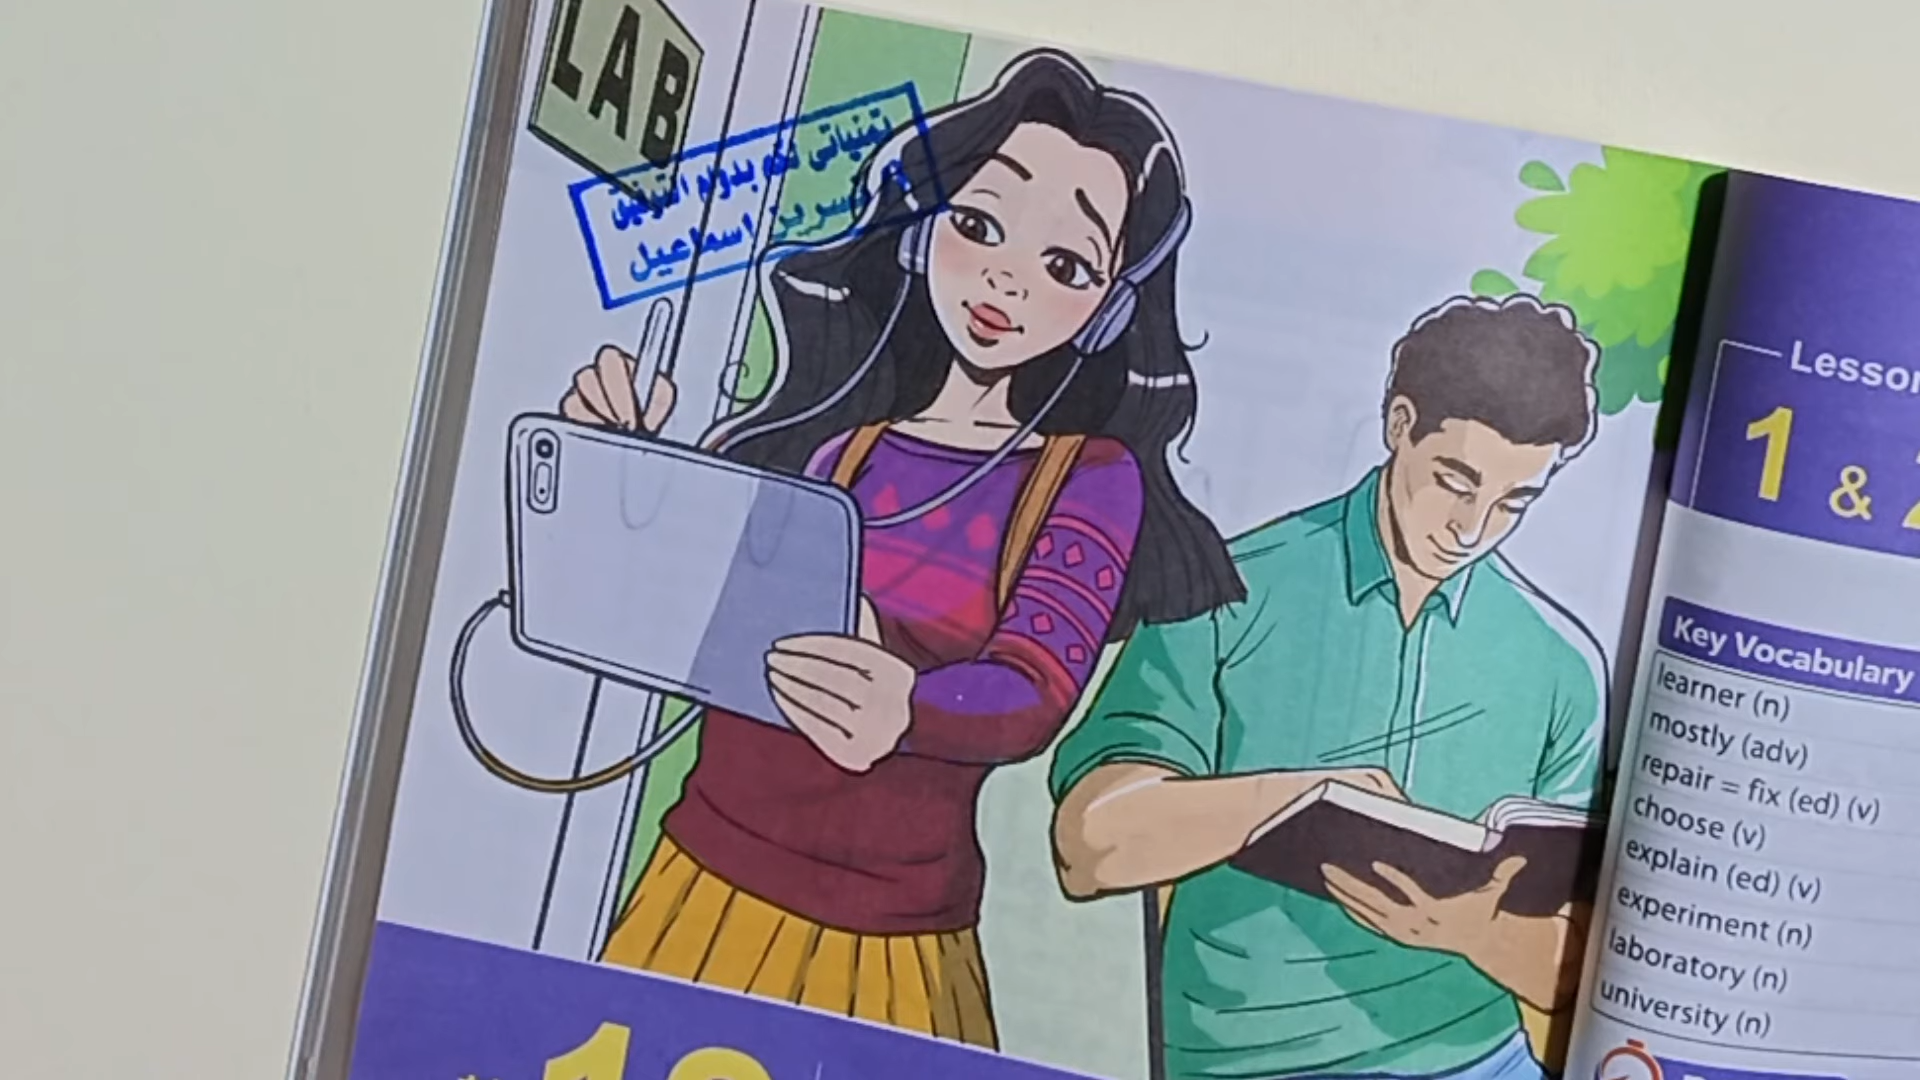 LAB
تمنياتي لكم بدوام التوفيق
نسرين اسماعيل
Lesson
1 &
Key Vocabulary
learner (n)
mostly (adv)
repair = fix (ed) (v)
choose (v)
explain (ed) (v)
experiment (n)
laboratory (n)
university (n)